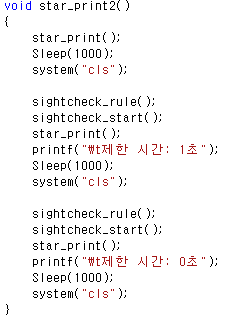 void star_print2()
{
    star_print();
    Sleep(1000);
    system("cls");

    sightcheck_rule();
    sightcheck_start();
    star_print();
    printf("₩t제한 시간: 1초");
    Sleep(1000);
    system("cls");

    sightcheck_rule();
    sightcheck_start();
    star_print();
    printf("₩t제한 시간: 0초");
    Sleep(1000);
    system("cls");
}